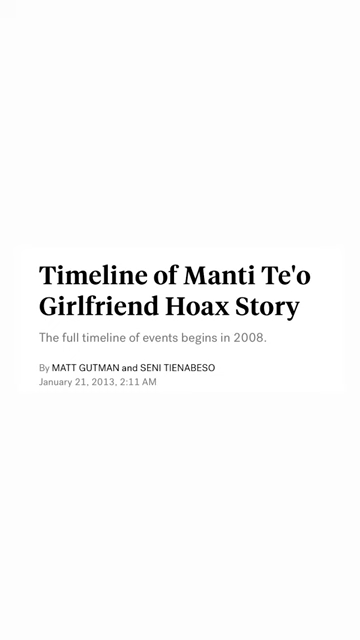 Timeline of Manti Te'o
Girlfriend Hoax Story
The full timeline of events begins in 2008.
By MATT GUTMAN and SENI TIENABESO
January 21, 2013, 2:11 AM